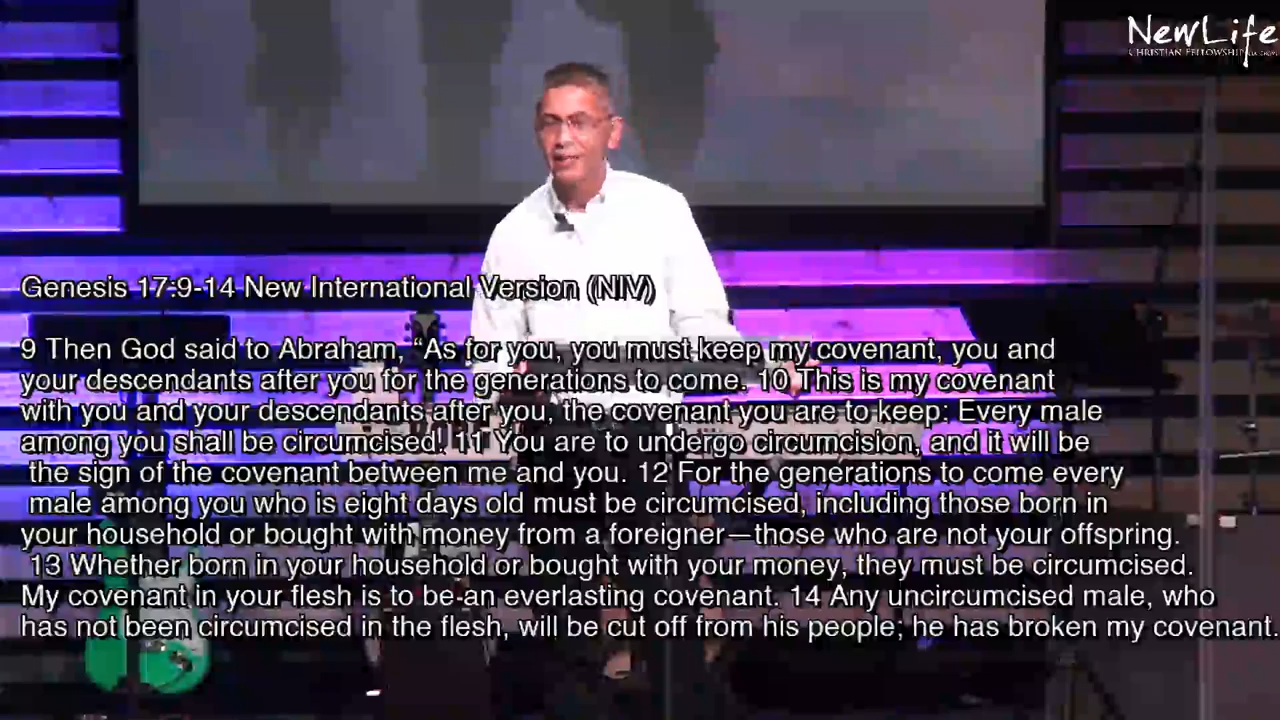 NewLife
CHRISTIAN FELLOWSHIP
Genesis 17:9-14 New International Version (NIV)
9 Then God said to Abraham, “As for you, you must keep my covenant, you and
your descendants after you for the generations to come. 10 This is my covenant
with you and your descendants after you, the covenant you are to keep: Every male
among you shall be circumcised. 11 You are to undergo circumcision, and it will be
the sign of the covenant between me and you. 12 For the generations to come every
male among you who is eight days old must be circumcised, including those born in
your household or bought with money from a foreigner—those who are not your offspring.
13 Whether born in your household or bought with your money, they must be circumcised.
My covenant in your flesh is to be an everlasting covenant. 14 Any uncircumcised male, who
has not been circumcised in the flesh, will be cut off from his people; he has broken my covenant.